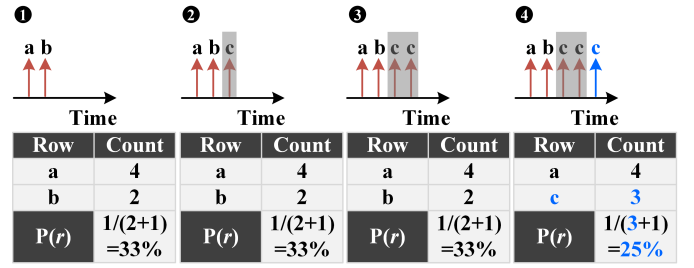 ❶ ❷ ❸ ❹
a b
a b c
a b c c
a b c c c
Time
Time
Time
Time
Row Count
a 4
b 2
P(r) 1/(2+1)
=33%
Row Count
a 4
b 2
P(r) 1/(2+1)
=33%
Row Count
a 4
b 2
P(r) 1/(2+1)
=33%
Row Count
a 4
c 3
P(r) 1/(3+1)
=25%